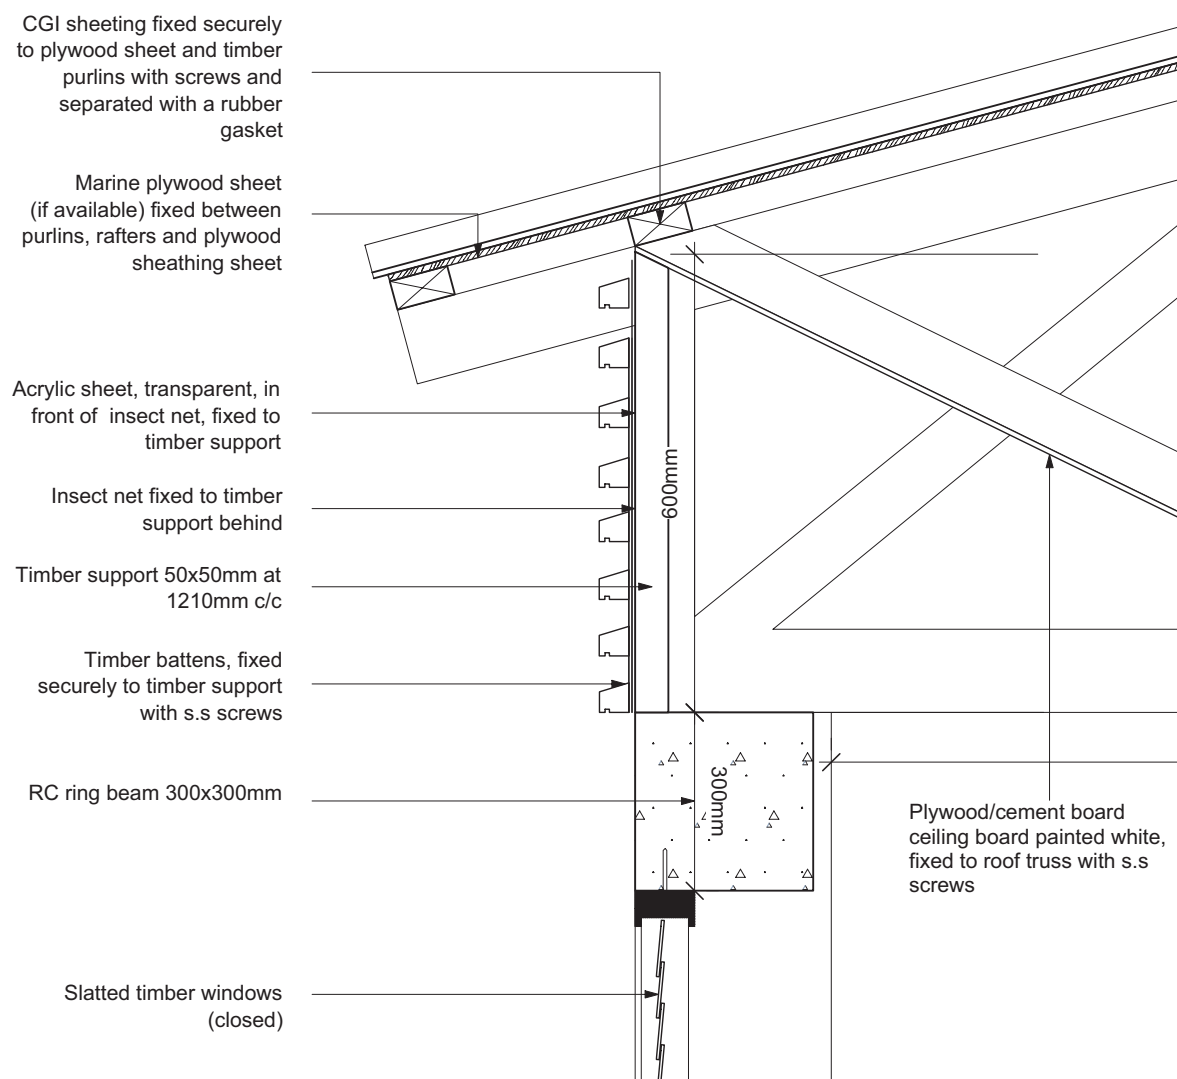 CGI sheeting fixed securely
to plywood sheet and timber
purlins with screws and
separated with a rubber
gasket
Marine plywood sheet
(if available) fixed between
purlins, rafters and plywood
sheathing sheet
Acrylic sheet, transparent, in
front of  insect net, fixed to
timber support
600mm
Insect net fixed to timber
support behind
Timber support 50x50mm at
1210mm c/c
Timber battens, fixed
securely to timber support
with s.s screws
RC ring beam 300x300mm
300mm
Plywood/cement board
ceiling board painted white,
fixed to roof truss with s.s
screws
Slatted timber windows
(closed)